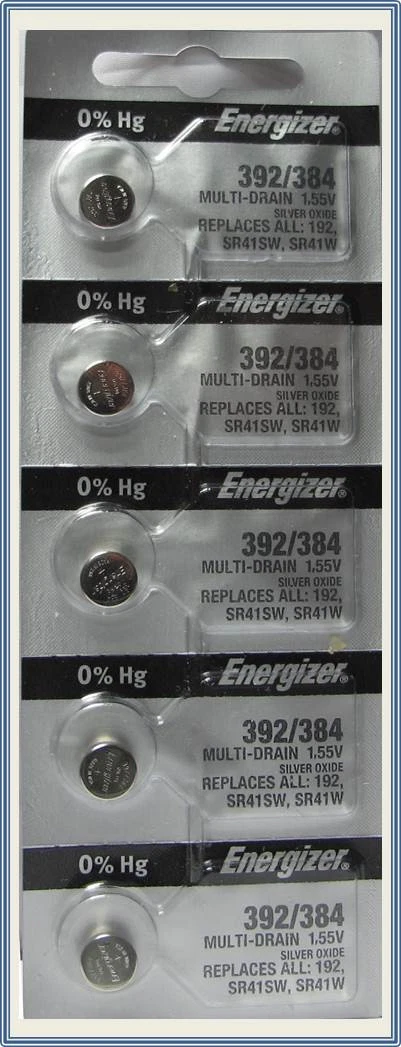 0% Hg Energizer®
392/384
MULTI-DRAIN 1.55V
SILVER OXIDE
REPLACES ALL: 192,
SR41SW, SR41W
0% Hg Energizer®
392/384
MULTI-DRAIN 1.55V
SILVER OXIDE
REPLACES ALL: 192,
SR41SW, SR41W
0% Hg Energizer®
392/384
MULTI-DRAIN 1.55V
SILVER OXIDE
REPLACES ALL: 192,
SR41SW, SR41W
0% Hg Energizer®
392/384
MULTI-DRAIN 1.55V
SILVER OXIDE
REPLACES ALL: 192,
SR41SW, SR41W
0% Hg Energizer®
392/384
MULTI-DRAIN 1.55V
SILVER OXIDE
REPLACES ALL: 192,
SR41SW, SR41W